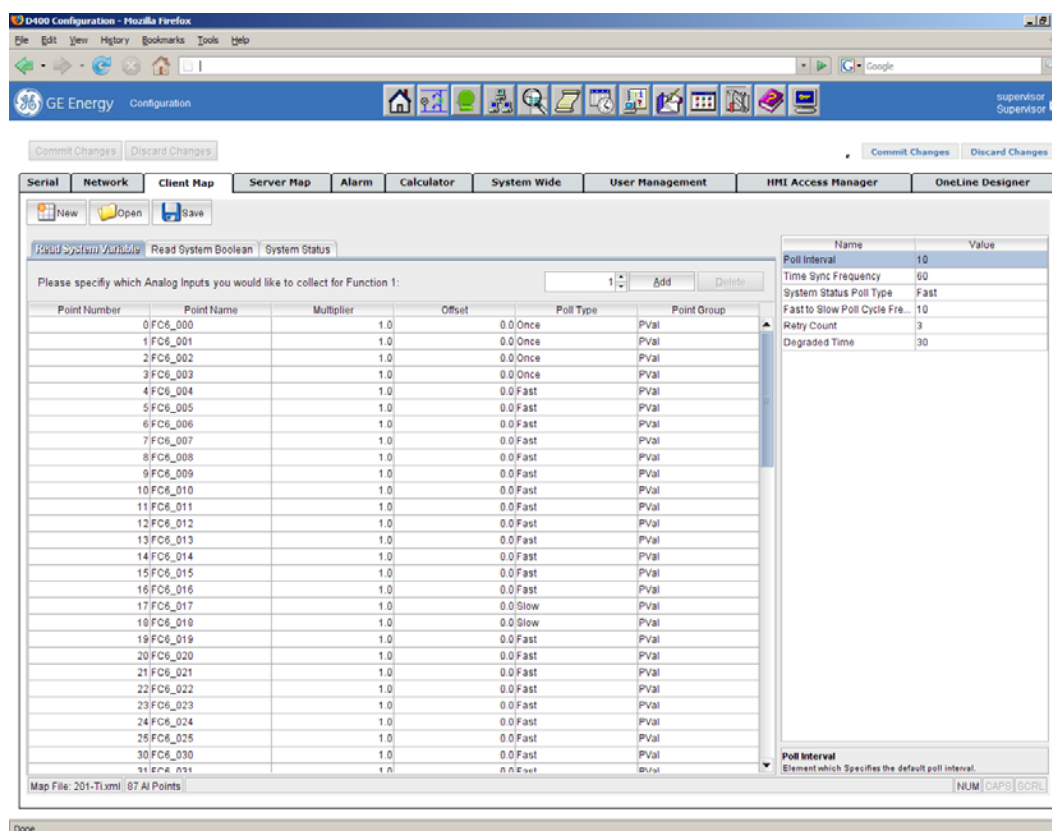 D400 Configuration - Mozilla Firefox
File Edit View History Bookmarks Tools Help
Google
GE Energy Configuration
supervisor
Supervisor
Commit Changes Discard Changes
Commit Changes Discard Changes
Serial Network Client Map Server Map Alarm Calculator System Wide User Management HMI Access Manager OneLine Designer
New Open Save
Read System Variable Read System Boolean System Status
Please specifiy which Analog Inputs you would like to collect for Function 1:
1 Add Delete
Point Number Point Name Multiplier Offset Poll Type Point Group
0 FC6_000 1.0 0.0 Once PVal
1 FC6_001 1.0 0.0 Once PVal
2 FC6_002 1.0 0.0 Once PVal
3 FC6_003 1.0 0.0 Once PVal
4 FC6_004 1.0 0.0 Fast PVal
5 FC6_005 1.0 0.0 Fast PVal
6 FC6_006 1.0 0.0 Fast PVal
7 FC6_007 1.0 0.0 Fast PVal
8 FC6_008 1.0 0.0 Fast PVal
9 FC6_009 1.0 0.0 Fast PVal
10 FC6_010 1.0 0.0 Fast PVal
11 FC6_011 1.0 0.0 Fast PVal
12 FC6_012 1.0 0.0 Fast PVal
13 FC6_013 1.0 0.0 Fast PVal
14 FC6_014 1.0 0.0 Fast PVal
15 FC6_015 1.0 0.0 Fast PVal
16 FC6_016 1.0 0.0 Fast PVal
17 FC6_017 1.0 0.0 Slow PVal
18 FC6_018 1.0 0.0 Slow PVal
19 FC6_019 1.0 0.0 Fast PVal
20 FC6_020 1.0 0.0 Fast PVal
21 FC6_021 1.0 0.0 Fast PVal
22 FC6_022 1.0 0.0 Fast PVal
23 FC6_023 1.0 0.0 Fast PVal
24 FC6_024 1.0 0.0 Fast PVal
25 FC6_025 1.0 0.0 Fast PVal
30 FC6_030 1.0 0.0 Fast PVal
31 FC6_031 1.0 0.0 Fast PVal
Name Value
Poll Interval 10
Time Sync Frequency 60
System Status Poll Type Fast
Fast to Slow Poll Cycle Fre... 10
Retry Count 3
Degraded Time 30
Poll Interval
Element which Specifies the default poll interval.
Map File: 201-TI.xml 87 AI Points
NUM CAPS SCRL
Done